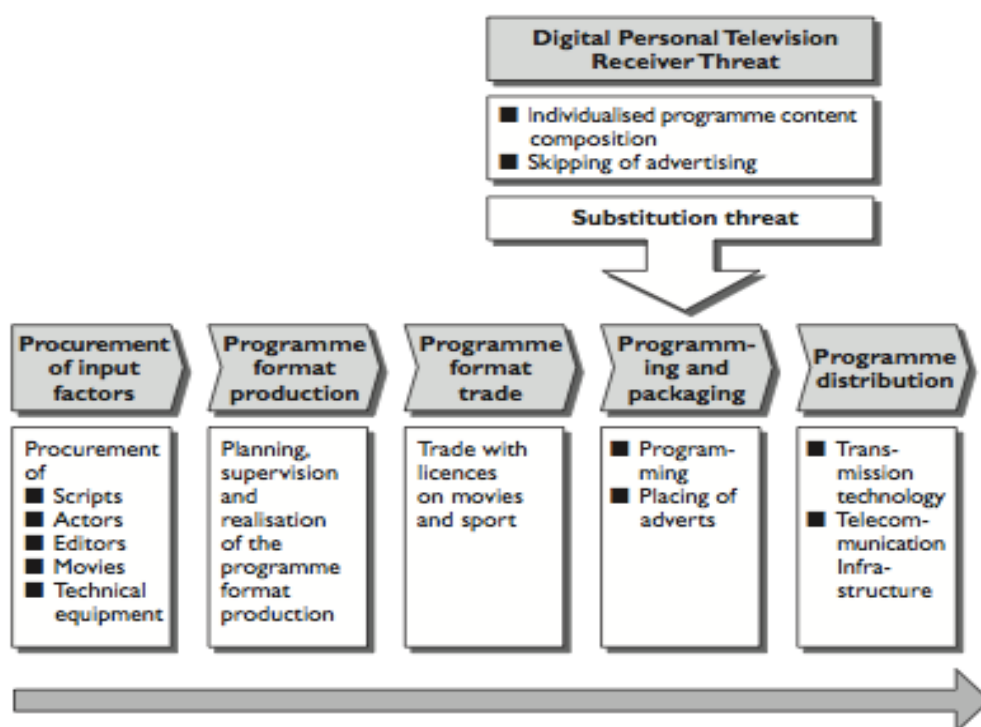 Digital Personal Television
Receiver Threat
■ Individualised programme content
composition
■ Skipping of advertising
Substitution threat
Procurement
of input
factors
Programme
format
production
Programme
format
trade
Programm-
ing and
packaging
Programme
distribution
Procurement
of
■ Scripts
■ Actors
■ Editors
■ Movies
■ Technical
equipment
Planning,
supervision
and
realisation
of the
programme
format
production
Trade with
licences
on movies
and sport
■ Program-
ming
■ Placing of
adverts
■ Trans-
mission
technology
■ Telecom-
munication
Infra-
structure